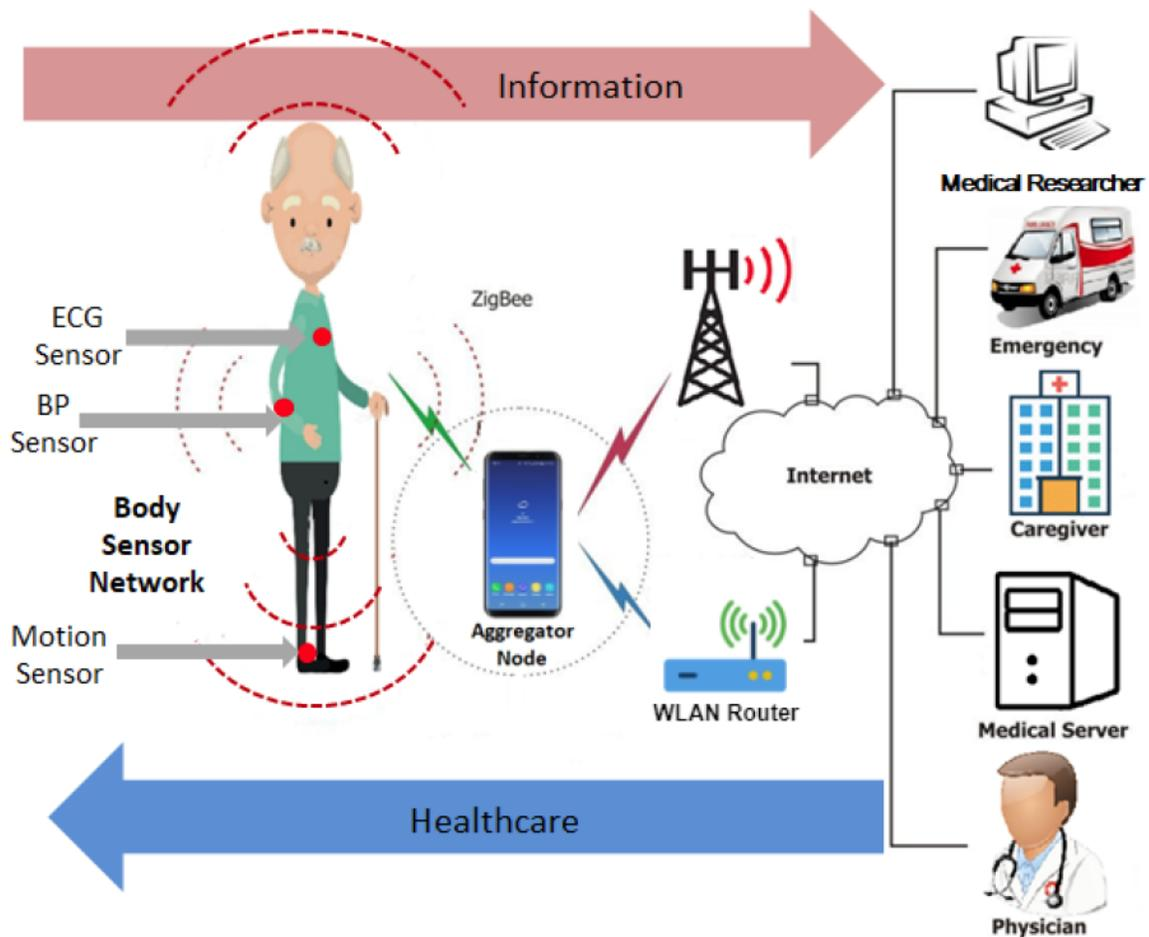 Information
Medical Researcher
ZigBee
ECG
Sensor
Emergency
BP
Sensor
Internet
Body
Sensor
Network
Caregiver
Aggregator
Node
Motion
Sensor
WLAN Router
Medical Server
Healthcare
Physician